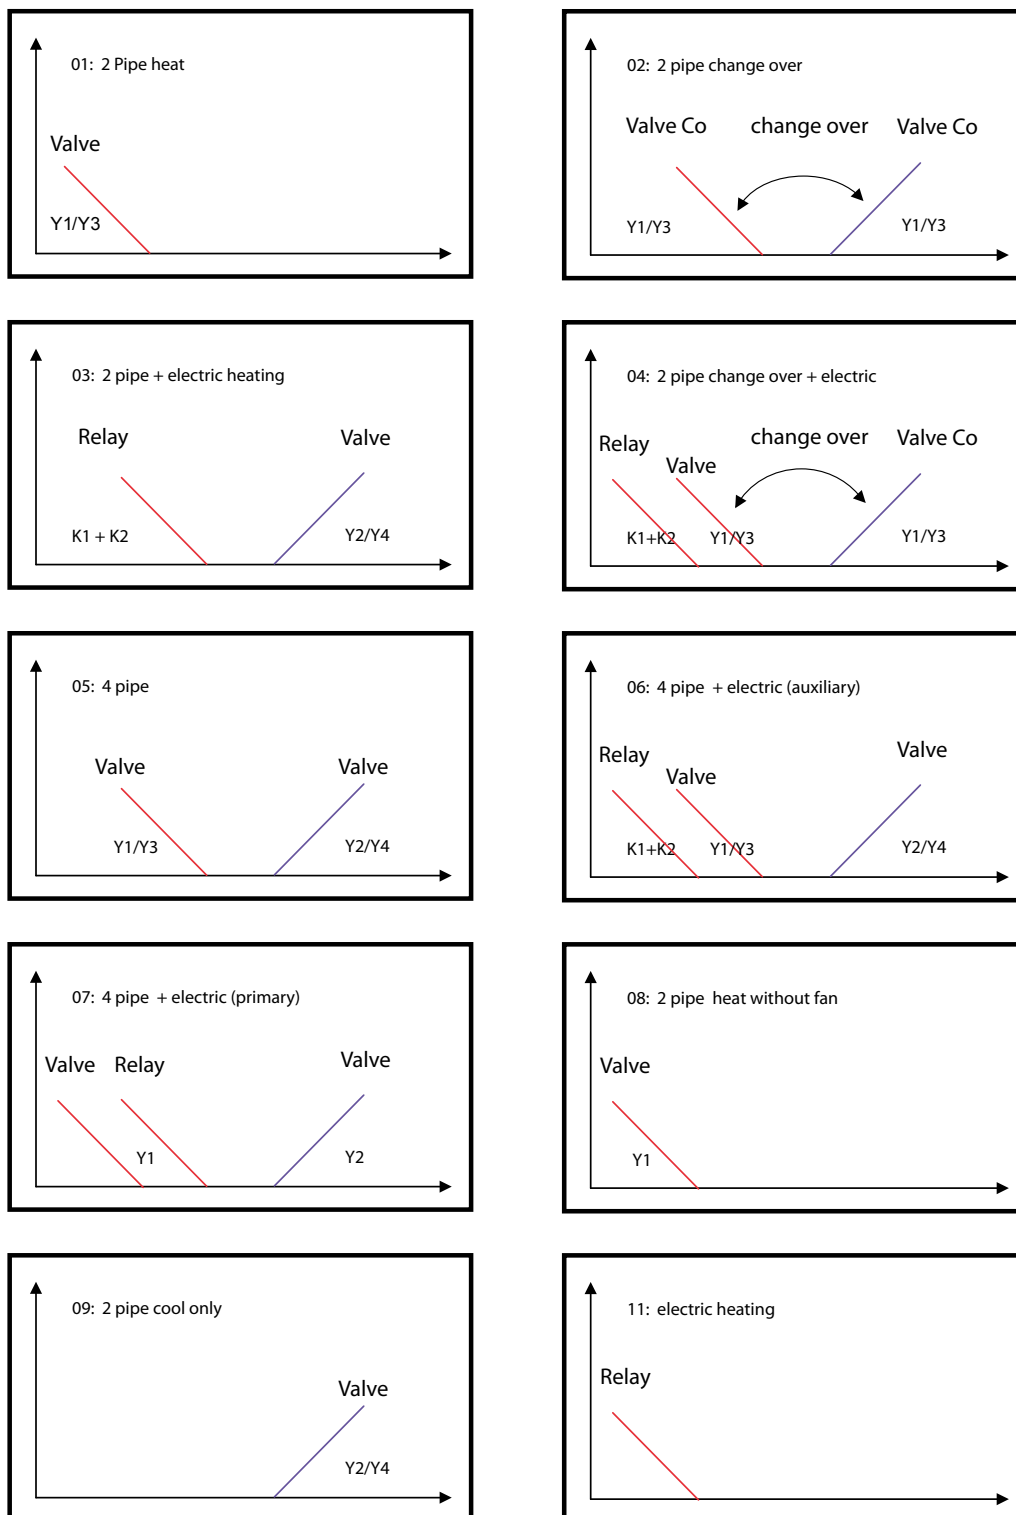 01: 2 Pipe heat
Valve
Y1/Y3
02: 2 pipe change over
Valve Co change over Valve Co
Y1/Y3 Y1/Y3
03: 2 pipe + electric heating
Relay Valve
K1 + K2 Y2/Y4
04: 2 pipe change over + electric
Relay Valve change over Valve Co
K1+K2 Y1/Y3 Y1/Y3
05: 4 pipe
Valve Valve
Y1/Y3 Y2/Y4
06: 4 pipe + electric (auxiliary)
Relay Valve Valve
K1+K2 Y1/Y3 Y2/Y4
07: 4 pipe + electric (primary)
Valve Relay Valve
Y1 Y2
08: 2 pipe heat without fan
Valve
Y1
09: 2 pipe cool only
Valve
Y2/Y4
11: electric heating
Relay